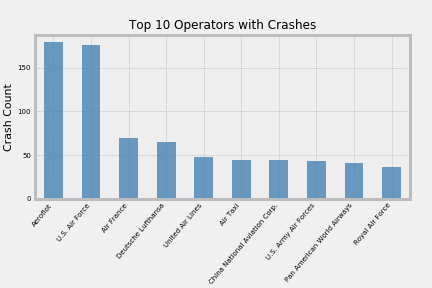 Top 10 Operators with Crashes
Crash Count
150
100
50
0
Aeroflot
U.S. Air Force
Air France
Deutsche Lufthansa
United Air Lines
Air Taxi
China National Aviation Corp.
U.S. Army Air Forces
Pan American World Airways
Royal Air Force